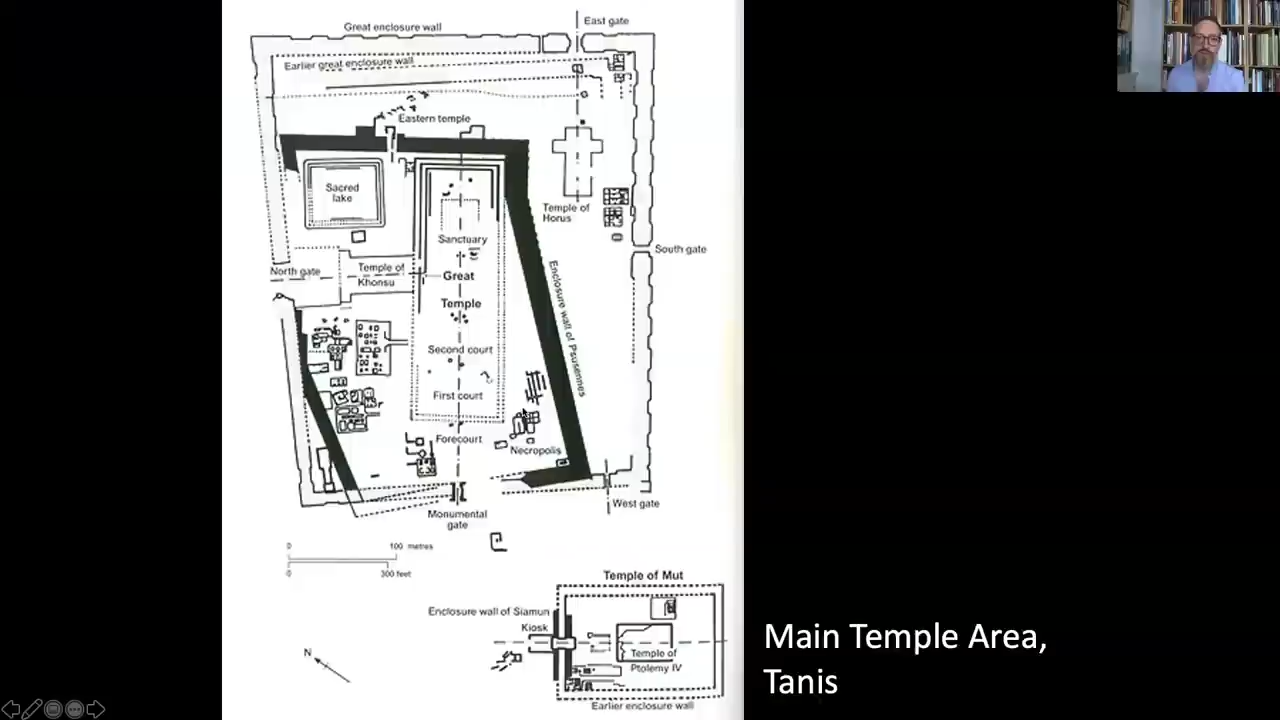 Great enclosure wall
East gate
Earlier great enclosure wall
Eastern temple
Sacred
lake
Temple of
Horus
Sanctuary
South gate
North gate
Temple of
Khonsu
Great
Temple
Enclosure wall of Psusennes
Second court
First court
Forecourt
Necropolis
Monumental
gate
West gate
0 100 metres
0 300 feet
Temple of Mut
Enclosure wall of Siamun
Kiosk
Temple of
Ptolemy IV
N
Earlier enclosure wall
Main Temple Area,
Tanis